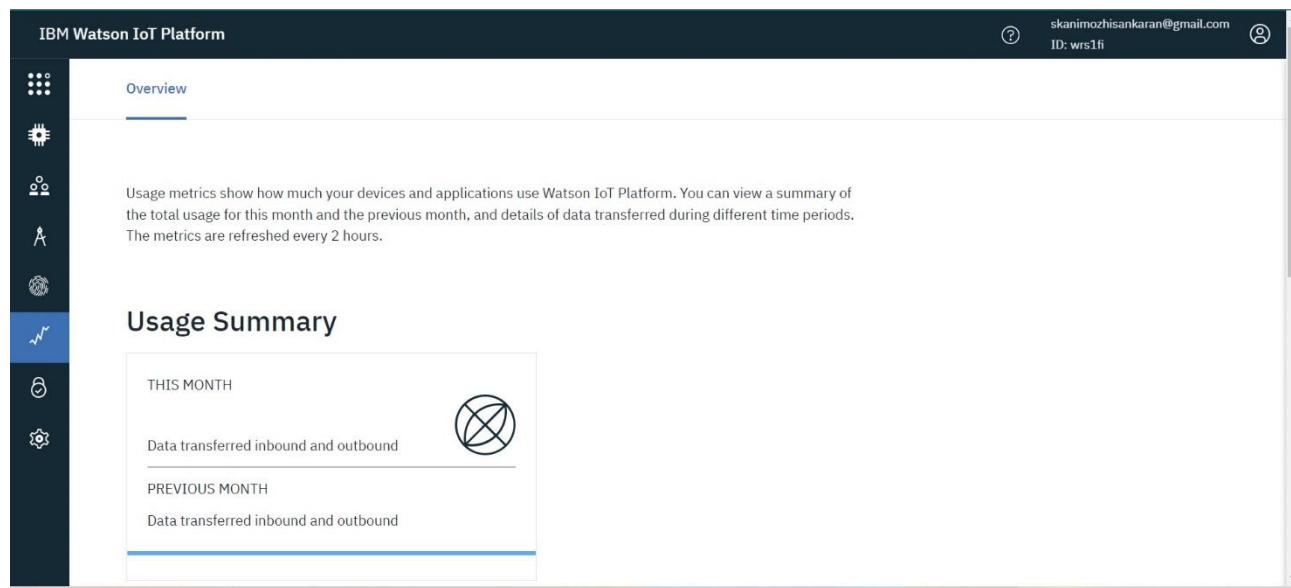 IBM Watson IoT Platform
skanimozhisankaran@gmail.com
ID: wrs1fi
Overview
Usage metrics show how much your devices and applications use Watson IoT Platform. You can view a summary of
the total usage for this month and the previous month, and details of data transferred during different time periods.
The metrics are refreshed every 2 hours.
Usage Summary
THIS MONTH
Data transferred inbound and outbound
PREVIOUS MONTH
Data transferred inbound and outbound